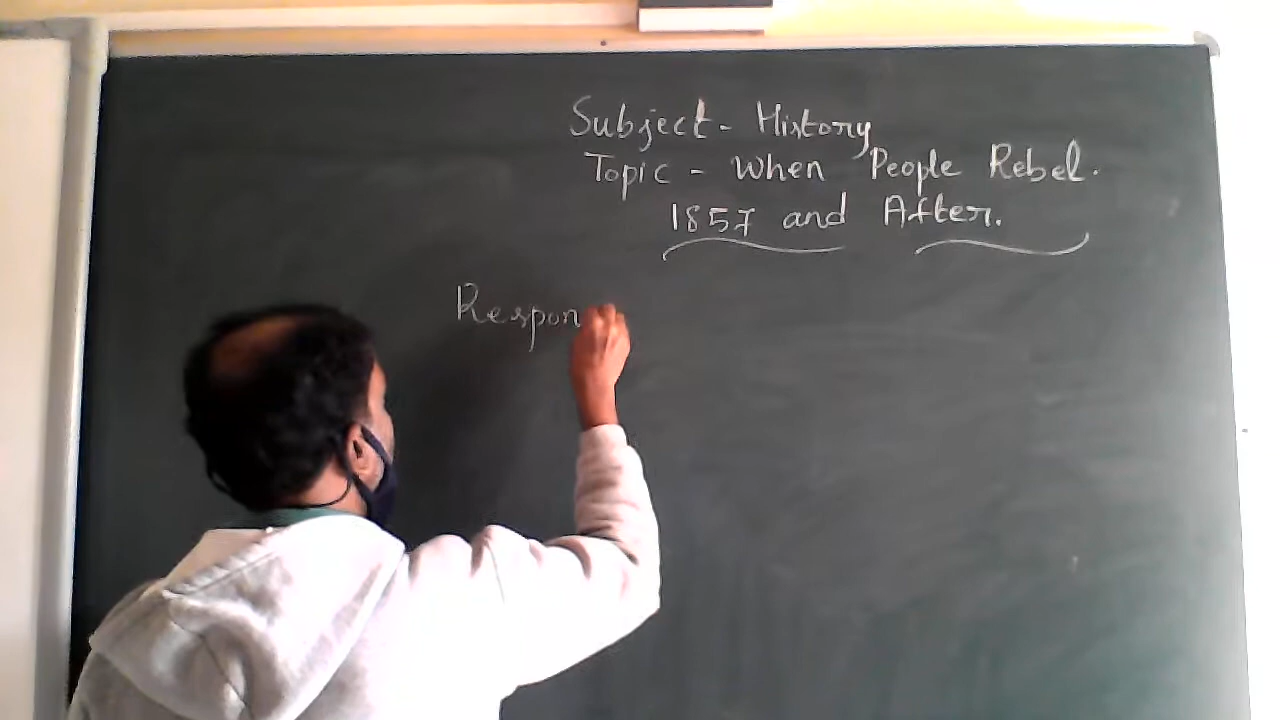 Subject - History
Topic - When People Rebel.
1857 and After.
Respon